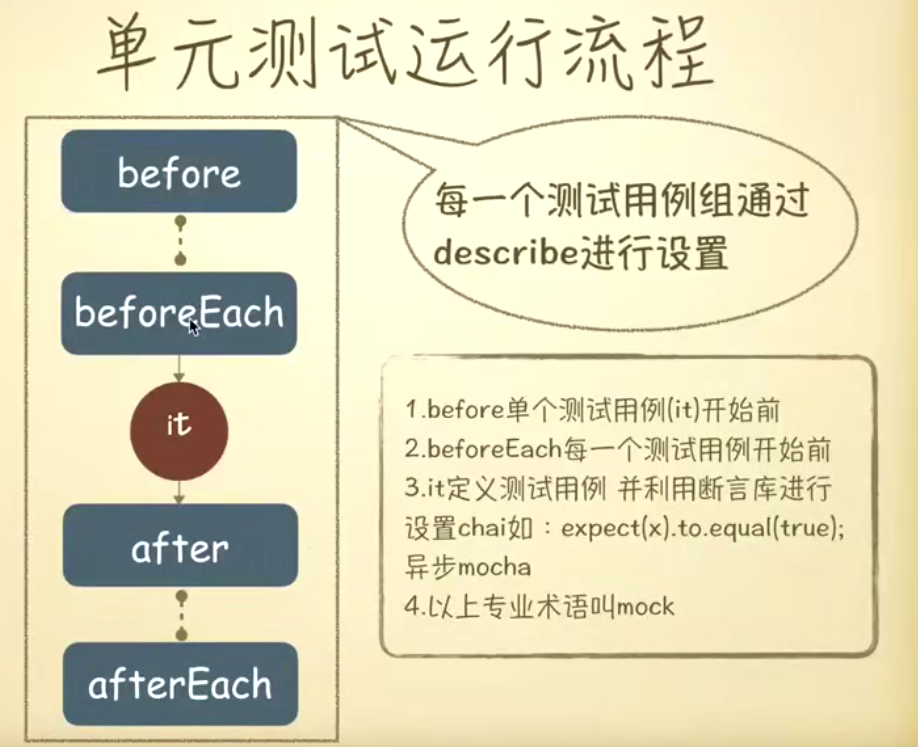 单元测试运行流程
before
beforeEach
it
after
afterEach
每一个测试用例组通过
describe进行设置
1.before单个测试用例(it)开始前
2.beforeEach每一个测试用例开始前
3.it定义测试用例 并利用断言库进行
设置chai如：expect(x).to.equal(true);
异步mocha
4.以上专业术语叫mock